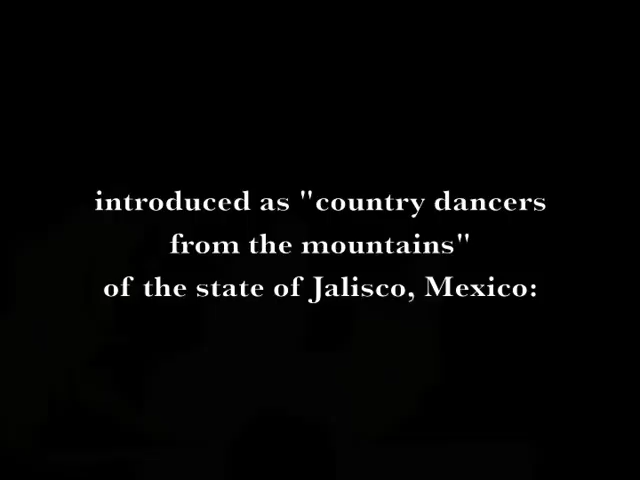 introduced as "country dancers
from the mountains"
of the state of Jalisco, Mexico: